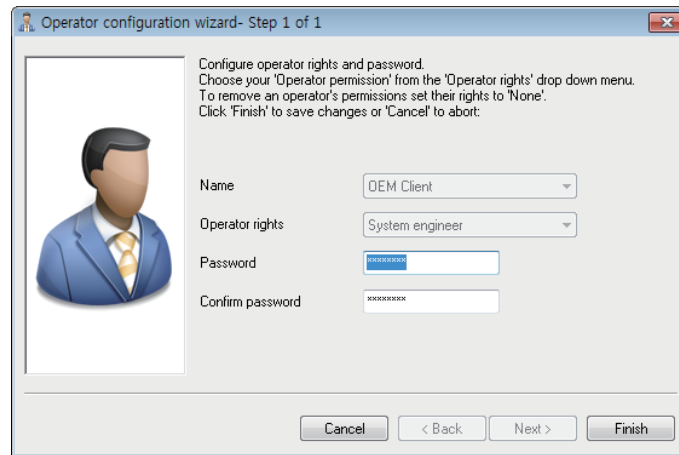 Operator configuration wizard- Step 1 of 1
Configure operator rights and password.
Choose your 'Operator permission' from the 'Operator rights' drop down menu.
To remove an operator's permissions set their rights to 'None'.
Click 'Finish' to save changes or 'Cancel' to abort:
Name OEM Client
Operator rights System engineer
Password ********
Confirm password ********
Cancel < Back Next > Finish